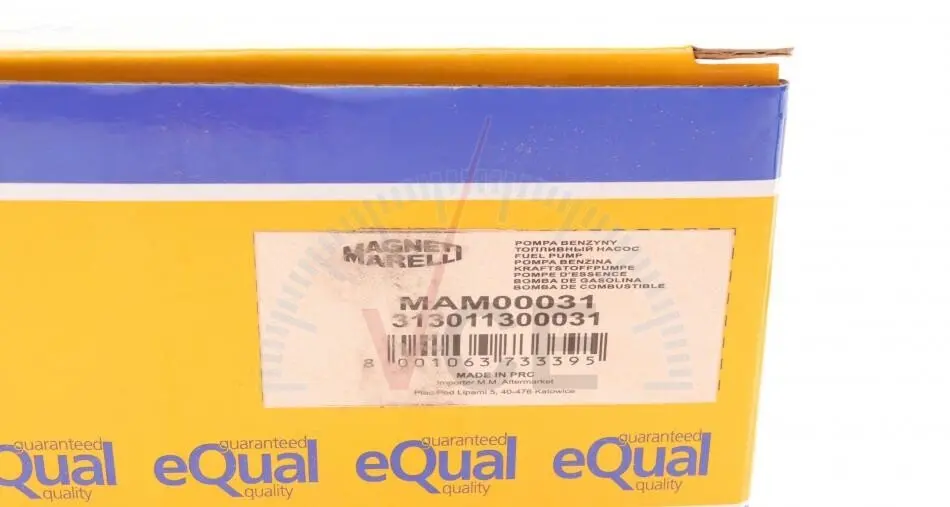 MAGNETI
MARELLI
POMPA BENZYNY
ТОПЛИВНЫЙ НАСОС
FUEL PUMP
POMPA BENZINA
KRAFTSTOFFPUMPE
POMPE D'ESSENCE
BOMBA DE GASOLINA
BOMBA DE COMBUSTIBLE
MAM00031
313011300031
8 001063 733395
MADE IN PRC
Importer M.M. Aftermarket
Plac Pod Lipami 5, 40-476 Katowice
guaranteed guaranteed guaranteed guaranteed
eQual eQual eQual eQual
quality quality quality quality